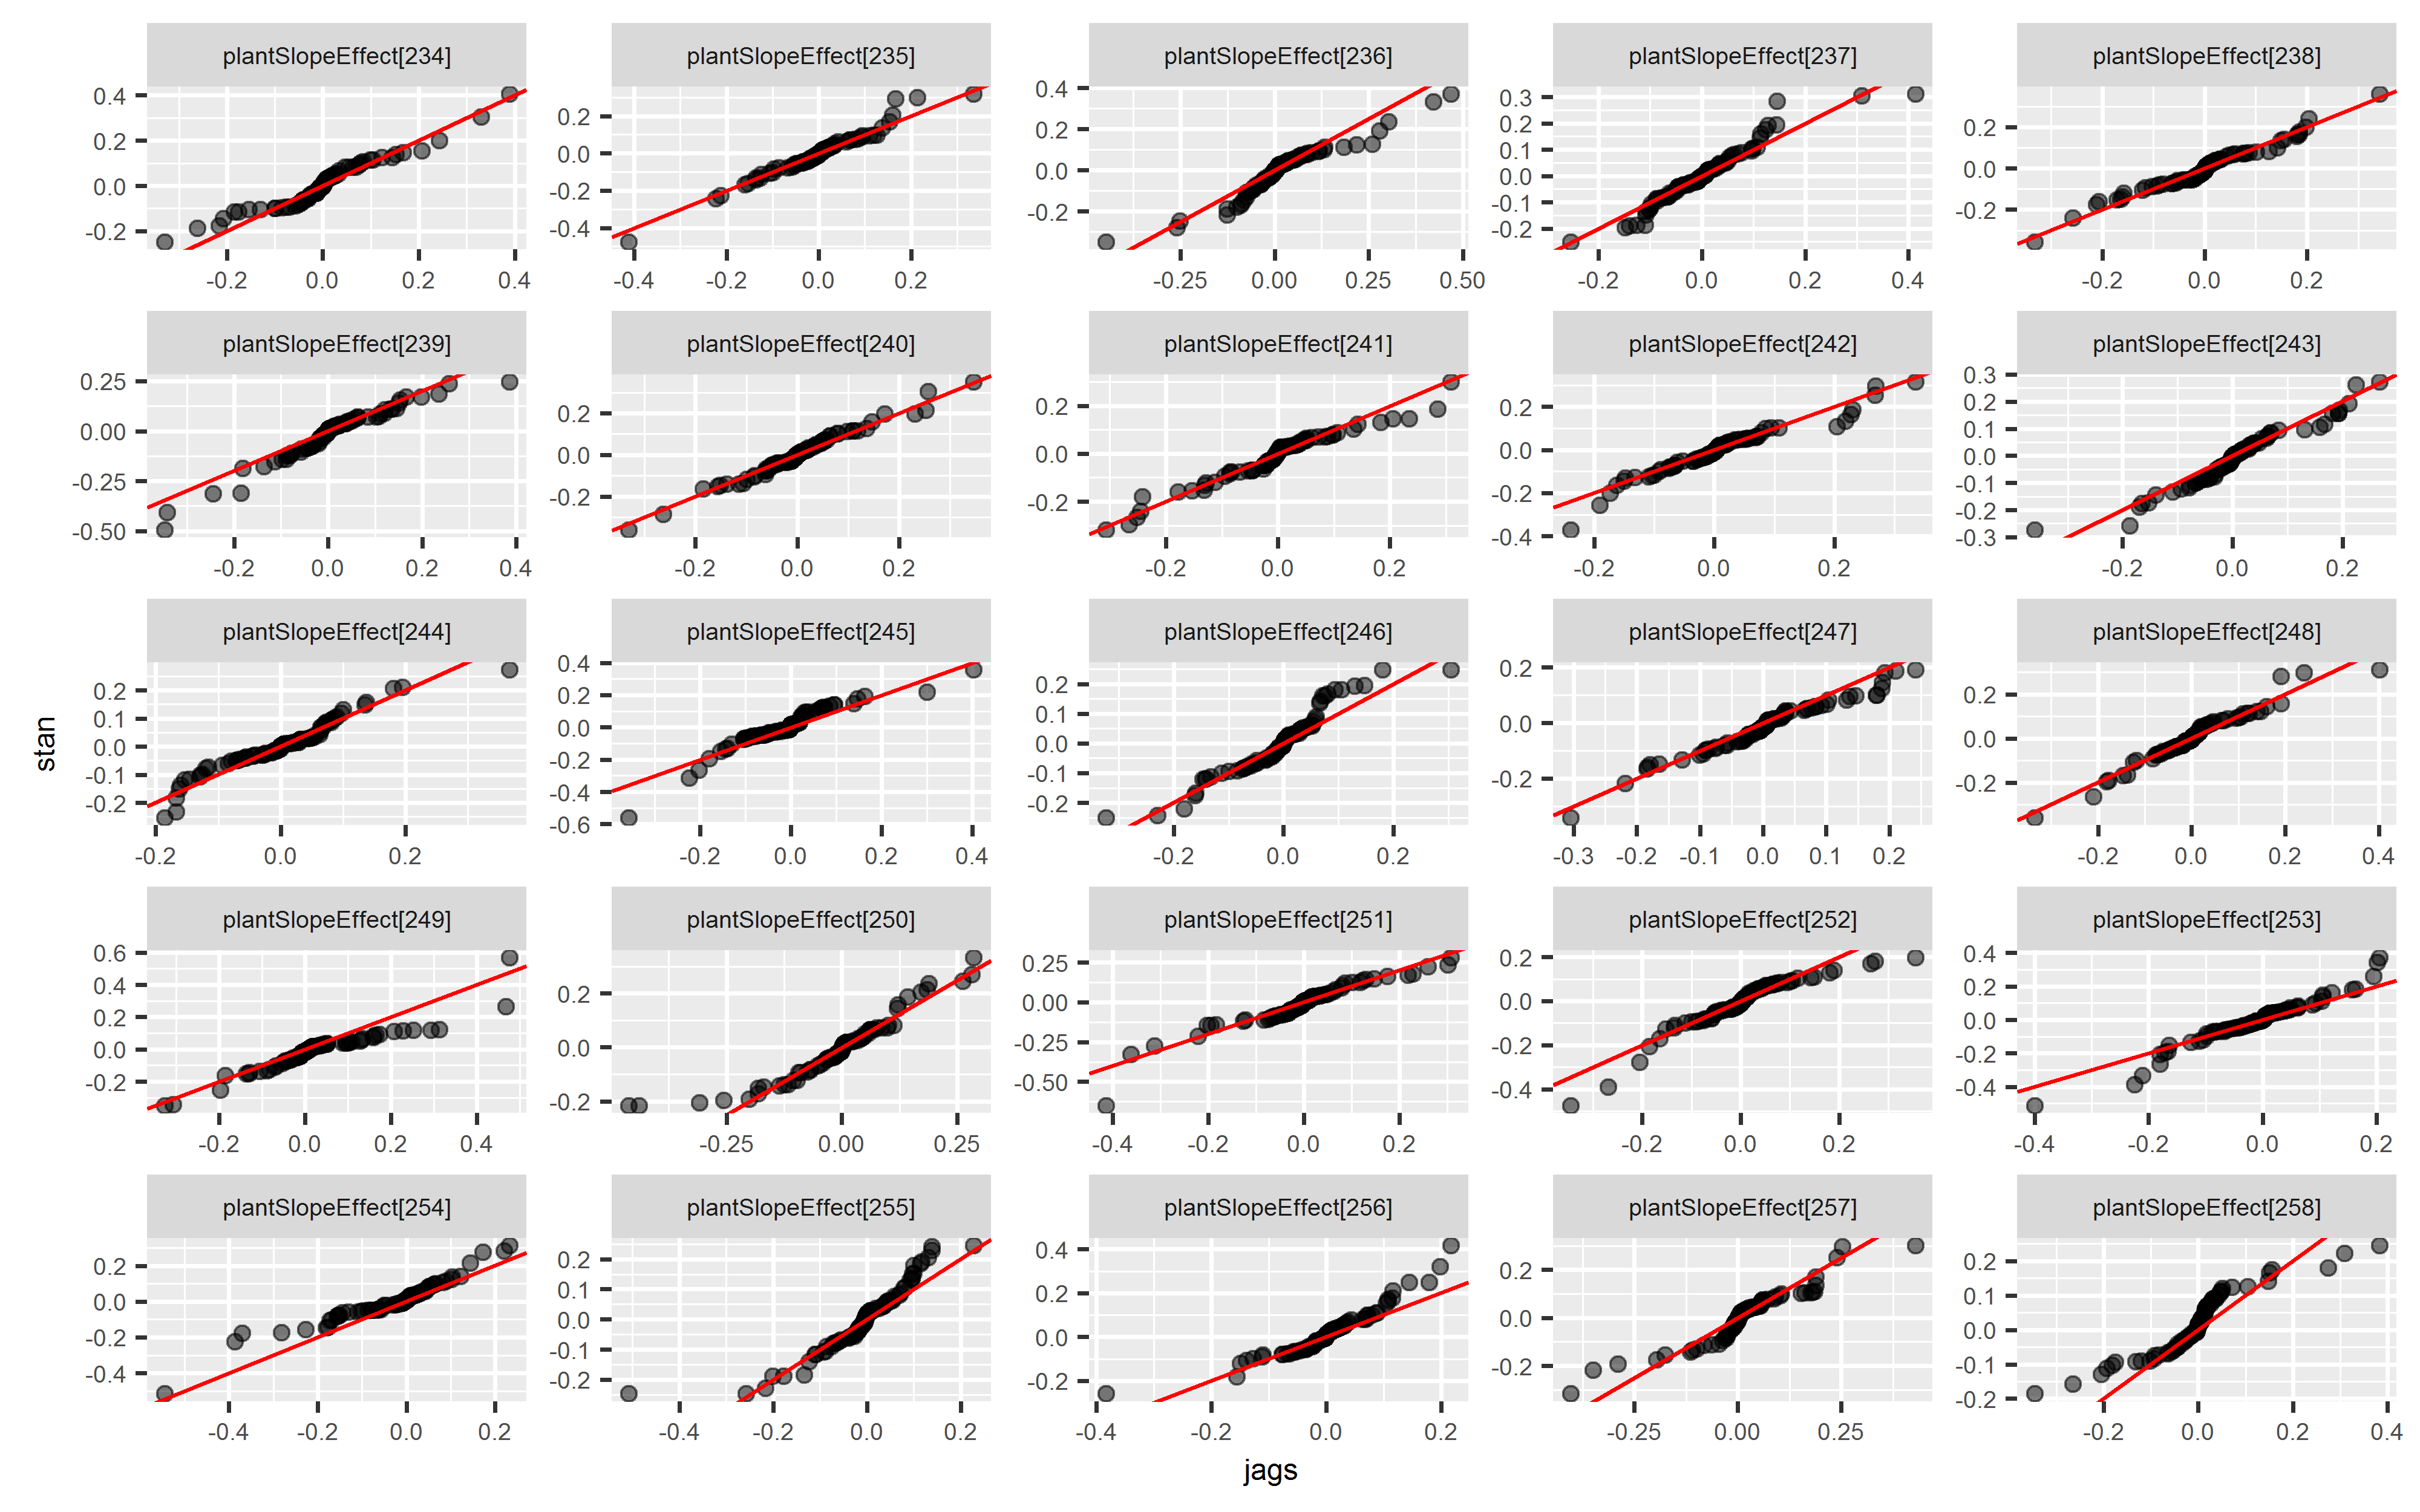 plantSlopeEffect[234] plantSlopeEffect[235] plantSlopeEffect[236] plantSlopeEffect[237] plantSlopeEffect[238]
0.4 0.2 0.0 -0.2
-0.2 0.0 0.2 0.4
0.2 0.0 -0.2 -0.4
-0.4 -0.2 0.0 0.2
0.4 0.2 0.0 -0.2
-0.25 0.00 0.25 0.50
0.3 0.2 0.1 0.0 -0.1 -0.2
-0.2 0.0 0.2 0.4
0.2 0.0 -0.2
-0.2 0.0 0.2
plantSlopeEffect[239] plantSlopeEffect[240] plantSlopeEffect[241] plantSlopeEffect[242] plantSlopeEffect[243]
0.25 0.00 -0.25 -0.50
-0.2 0.0 0.2 0.4
0.2 0.0 -0.2
-0.2 0.0 0.2
0.2 0.0 -0.2
-0.2 0.0 0.2
0.2 0.0 -0.2 -0.4
-0.2 0.0 0.2
0.3 0.2 0.1 0.0 -0.1 -0.2 -0.3
-0.2 0.0 0.2
plantSlopeEffect[244] plantSlopeEffect[245] plantSlopeEffect[246] plantSlopeEffect[247] plantSlopeEffect[248]
0.2 0.1 0.0 -0.1 -0.2
-0.2 0.0 0.2
0.4 0.2 0.0 -0.2 -0.4 -0.6
-0.2 0.0 0.2 0.4
0.2 0.1 0.0 -0.1 -0.2
-0.2 0.0 0.2
0.2 0.0 -0.2
-0.3 -0.2 -0.1 0.0 0.1 0.2
0.2 0.0 -0.2
-0.2 0.0 0.2 0.4
stan
plantSlopeEffect[249] plantSlopeEffect[250] plantSlopeEffect[251] plantSlopeEffect[252] plantSlopeEffect[253]
0.6 0.4 0.2 0.0 -0.2
-0.2 0.0 0.2 0.4
0.2 0.0 -0.2
-0.25 0.00 0.25
0.25 0.00 -0.25 -0.50
-0.4 -0.2 0.0 0.2
0.2 0.0 -0.2 -0.4
-0.2 0.0 0.2
0.4 0.2 0.0 -0.2 -0.4
-0.4 -0.2 0.0 0.2
plantSlopeEffect[254] plantSlopeEffect[255] plantSlopeEffect[256] plantSlopeEffect[257] plantSlopeEffect[258]
0.2 0.0 -0.2 -0.4
-0.4 -0.2 0.0 0.2
0.2 0.1 0.0 -0.1 -0.2
-0.4 -0.2 0.0 0.2
0.4 0.2 0.0 -0.2
-0.4 -0.2 0.0 0.2
0.2 0.0 -0.2
-0.25 0.00 0.25
0.2 0.1 0.0 -0.1 -0.2
-0.2 0.0 0.2 0.4
jags